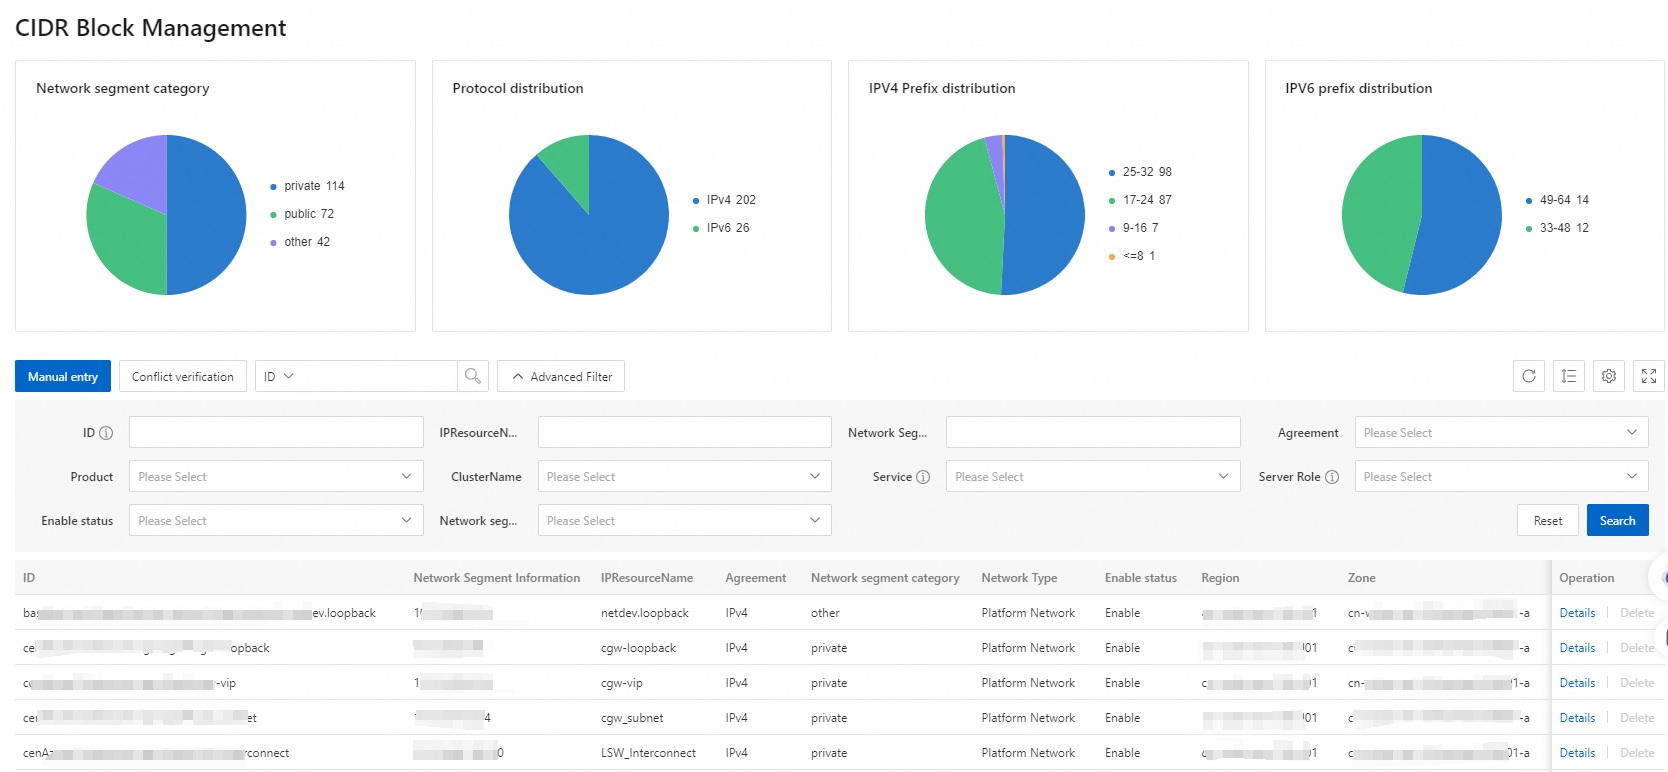 CIDR Block Management
Network segment category
private 114
public 72
other 42
Protocol distribution
IPv4 202
IPv6 26
IPV4 Prefix distribution
25-32 98
17-24 87
9-16 7
<=8 1
IPV6 prefix distribution
49-64 14
33-48 12
Manual entry Conflict verification ID Advanced Filter
ID IPResourceN... Network Seg... Agreement Please Select
Product Please Select ClusterName Please Select Service Please Select Server Role Please Select
Enable status Please Select Network seg... Please Select Reset Search
ID Network Segment Information IPResourceName Agreement Network segment category Network Type Enable status Region Zone Operation
ev.loopback netdev.loopback IPv4 other Platform Network Enable -a Details Delete
opback cgw-loopback IPv4 private Platform Network Enable -a Details Delete
-vip cgw-vip IPv4 private Platform Network Enable cn- 1-a Details Delete
et cgw_subnet IPv4 private Platform Network Enable -a Details Delete
rconnect LSW_Interconnect IPv4 private Platform Network Enable 01-a Details Delete